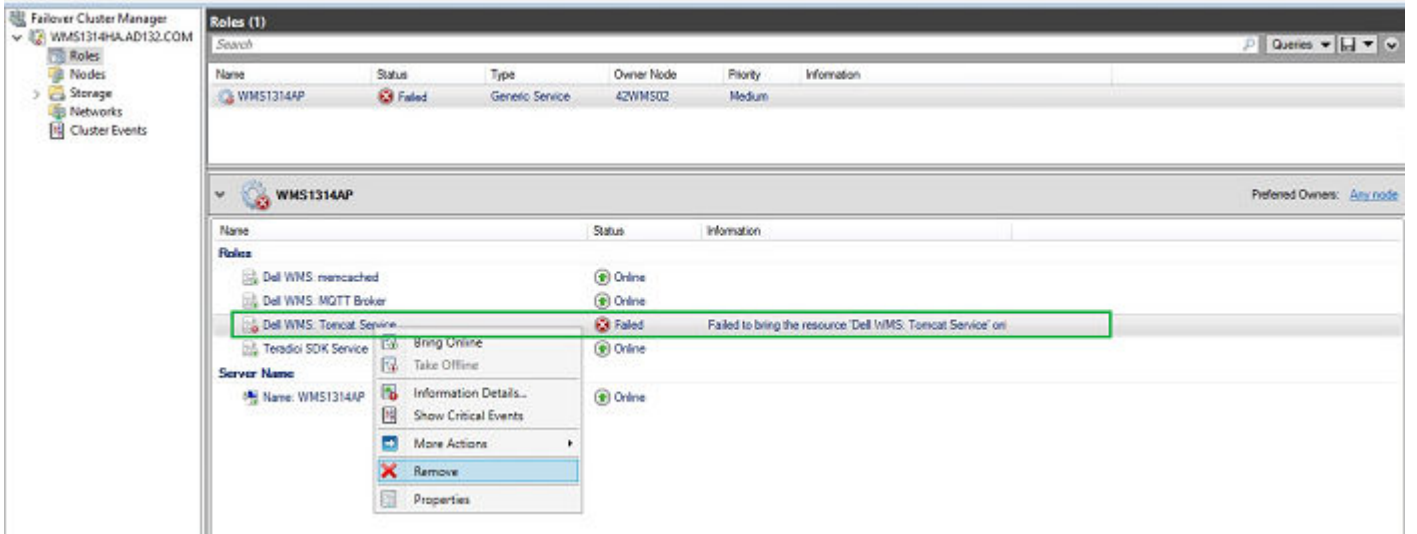 Failover Cluster Manager
WMS1314HA.AD132.COM
Roles
Nodes
Storage
Networks
Cluster Events
Roles (1)
Search
Queries
Name Status Type Owner Node Priority Information
WMS1314AP Failed Generic Service 42WMS02 Medium
WMS1314AP Preferred Owners: Any node
Name Status Information
Roles
Dell WMS: memcached Online
Dell WMS: MQTT Broker Online
Dell WMS: Tomcat Service Failed Failed to bring the resource 'Dell WMS: Tomcat Service' onl
Teradici SDK Service Online
Server Name
Name: WMS1314AP Online
Bring Online
Take Offline
Information Details...
Show Critical Events
More Actions
Remove
Properties